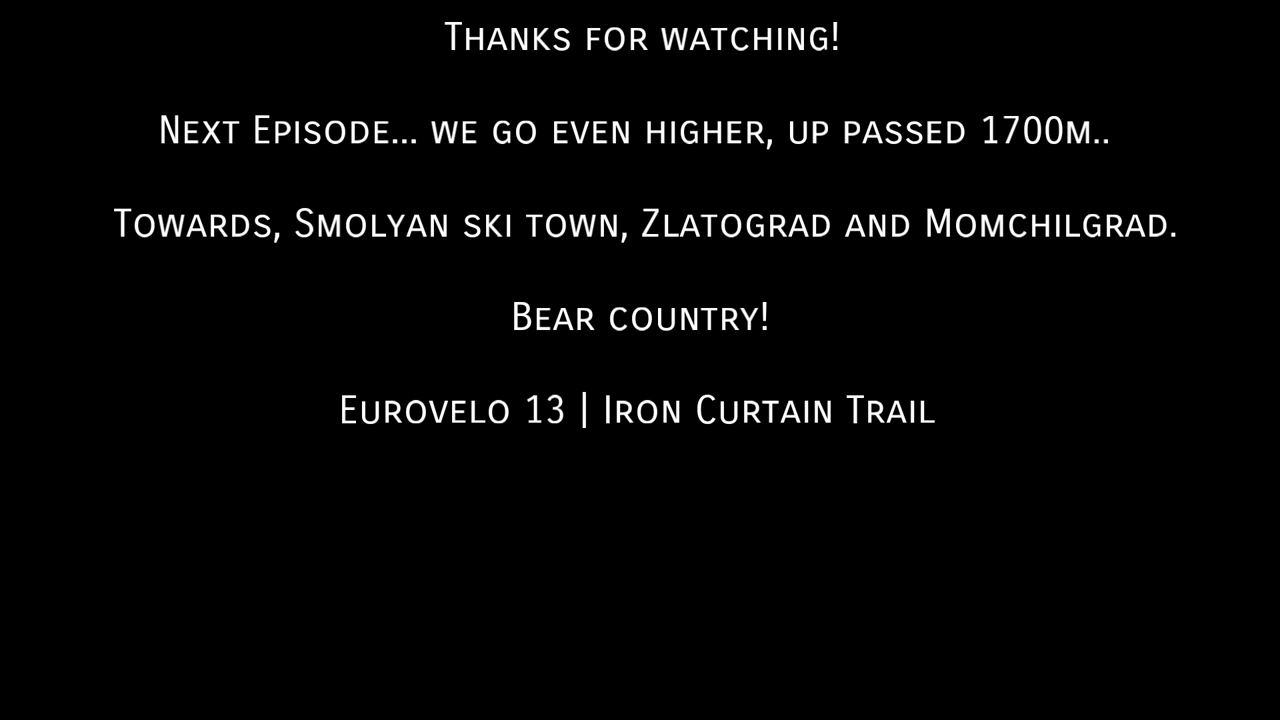 Thanks for watching!
Next Episode... we go even higher, up passed 1700m..
Towards, Smolyan ski town, Zlatograd and Momchilgrad.
Bear country!
Eurovelo 13 | Iron Curtain Trail